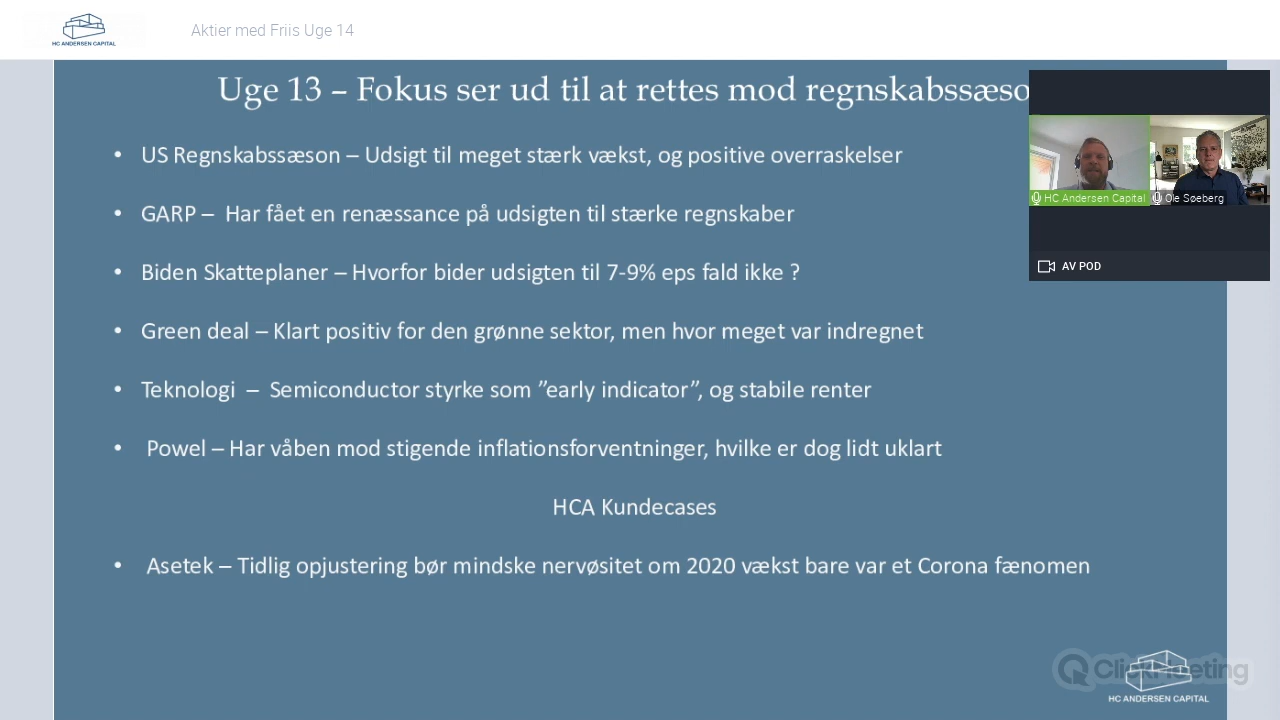 HC ANDERSEN CAPITAL
Aktier med Friis Uge 14
Uge 13 – Fokus ser ud til at rettes mod regnskabssæso
• US Regnskabssæson – Udsigt til meget stærk vækst, og positive overraskelser
• GARP – Har fået en renæssance på udsigten til stærke regnskaber
• Biden Skatteplaner – Hvorfor bider udsigten til 7-9% eps fald ikke ?
• Green deal – Klart positiv for den grønne sektor, men hvor meget var indregnet
• Teknologi – Semiconductor styrke som ”early indicator”, og stabile renter
• Powel – Har våben mod stigende inflationsforventninger, hvilke er dog lidt uklart
HCA Kundecases
• Asetek – Tidlig opjustering bør mindske nervøsitet om 2020 vækst bare var et Corona fænomen
HC Andersen Capital
Ole Søeberg
AV POD
ClickMeeting
HC ANDERSEN CAPITAL